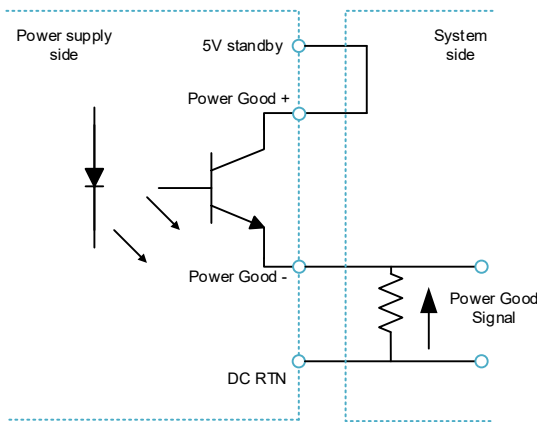 Power supply
side
5V standby
System
side
Power Good +
Power Good -
Power Good
Signal
DC RTN